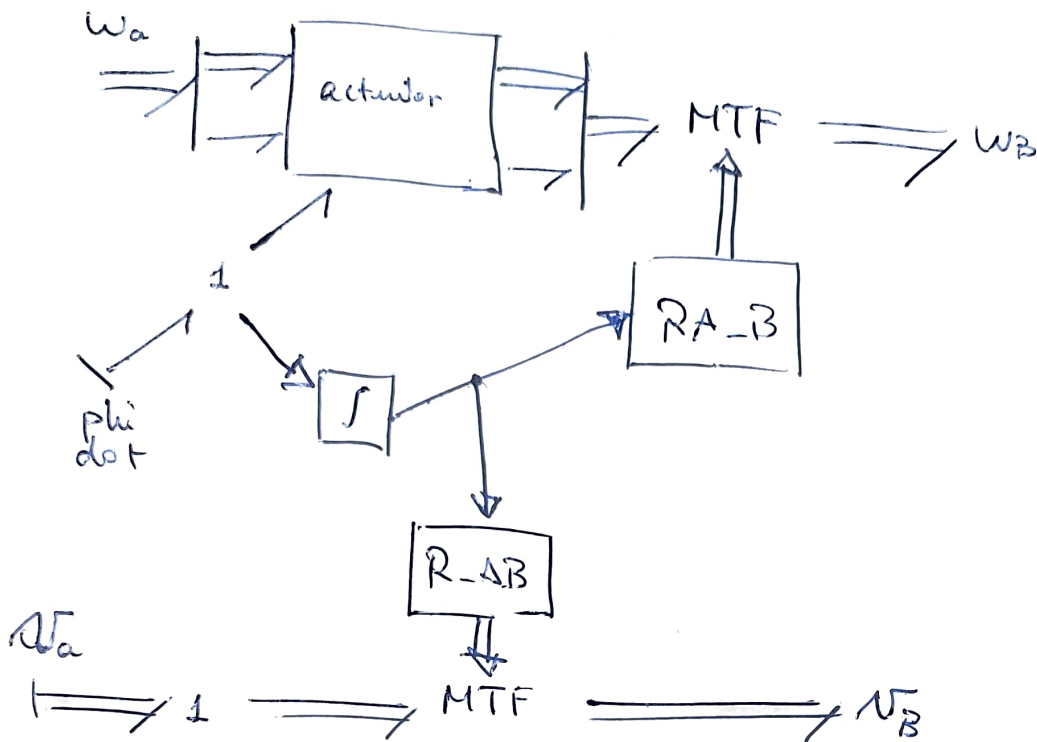 Wa
actuator
MTF
WB
1
RA_B
phi
dot
∫
R_AB
Va
1
MTF
VB